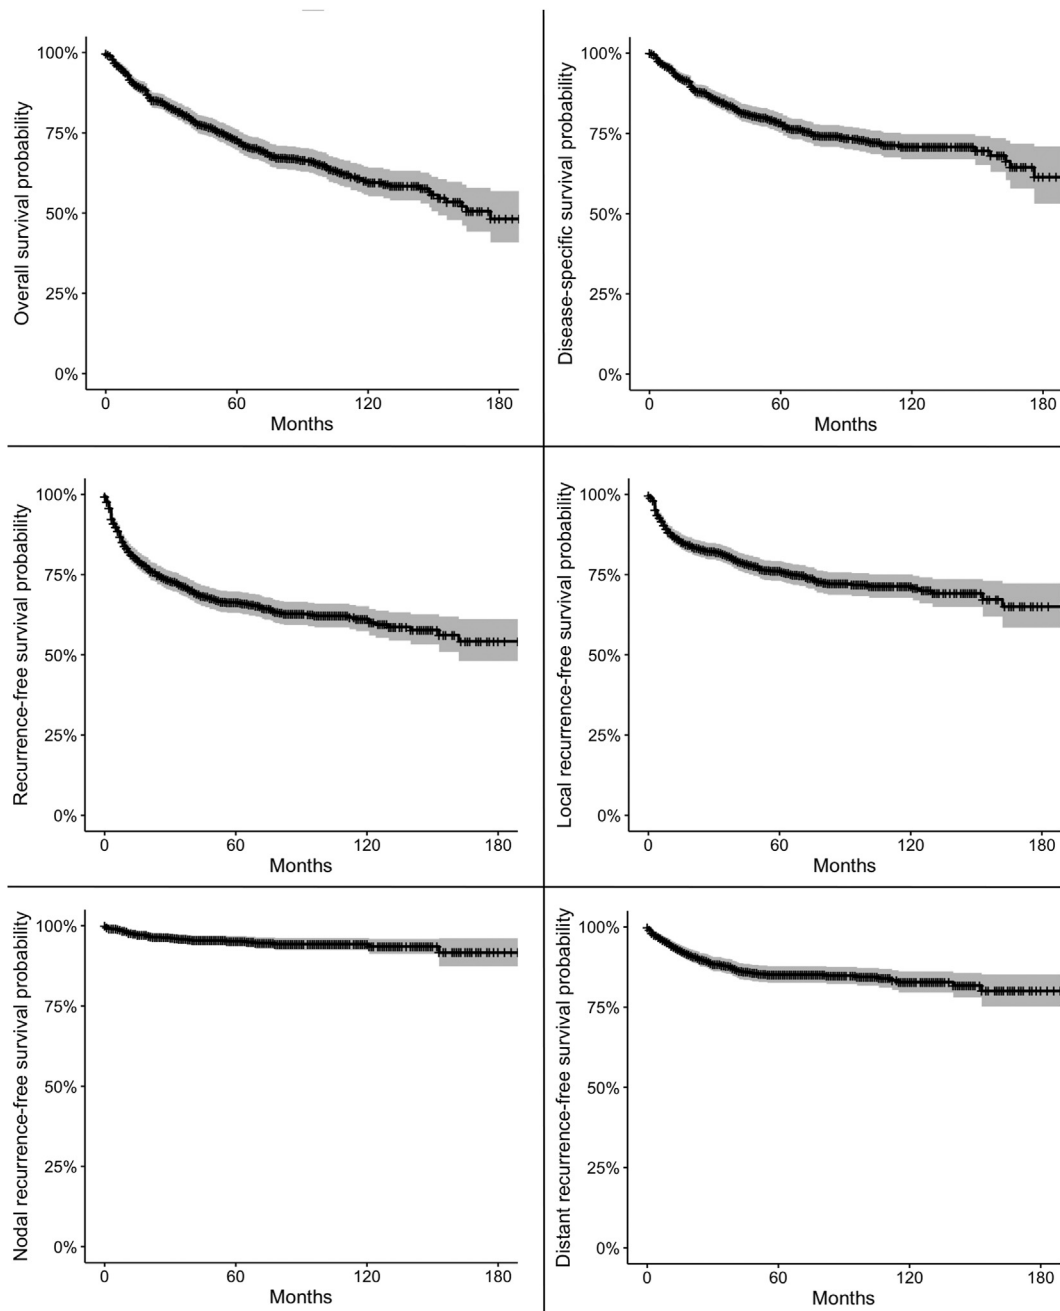 Overall survival probability
100%
75%
50%
25%
0%
0 60 120 180
Months
Disease-specific survival probability
100%
75%
50%
25%
0%
0 60 120 180
Months
Recurrence-free survival probability
100%
75%
50%
25%
0%
0 60 120 180
Months
Local recurrence-free survival probability
100%
75%
50%
25%
0%
0 60 120 180
Months
Nodal recurrence-free survival probability
100%
75%
50%
25%
0%
0 60 120 180
Months
Distant recurrence-free survival probability
100%
75%
50%
25%
0%
0 60 120 180
Months